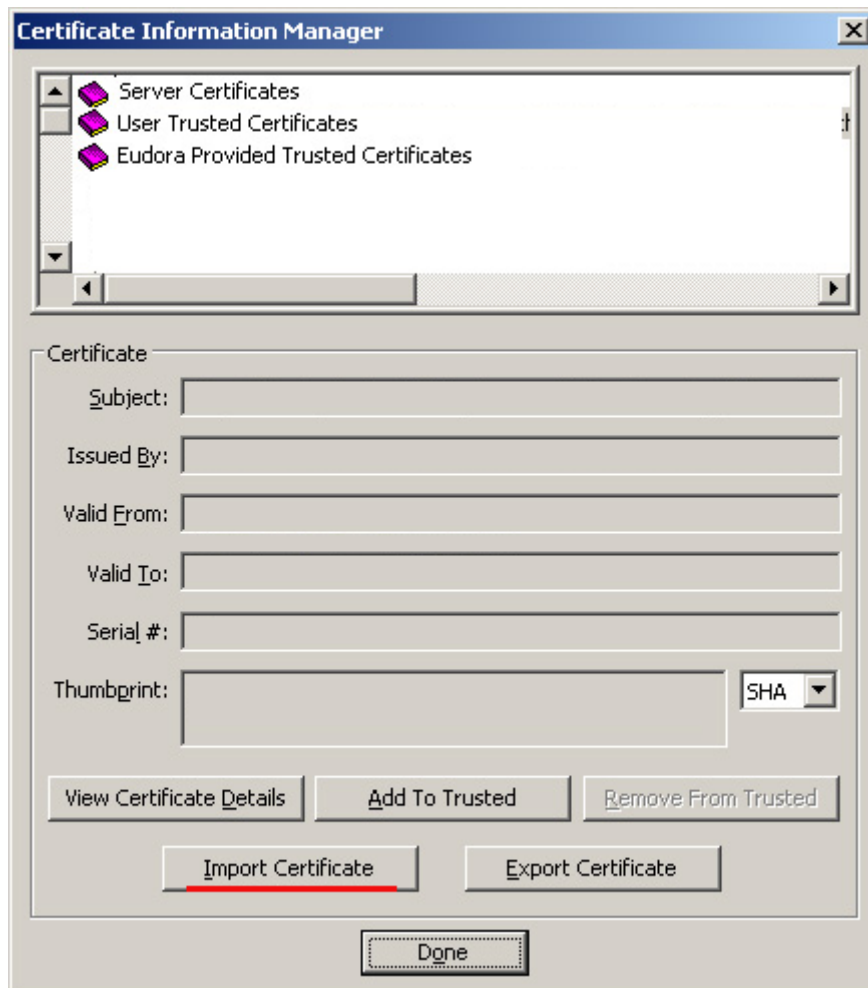 Certificate Information Manager
Server Certificates
User Trusted Certificates
Eudora Provided Trusted Certificates
Certificate
Subject:
Issued By:
Valid From:
Valid To:
Serial #:
Thumbprint:
SHA
View Certificate Details Add To Trusted Remove From Trusted
Import Certificate Export Certificate
Done